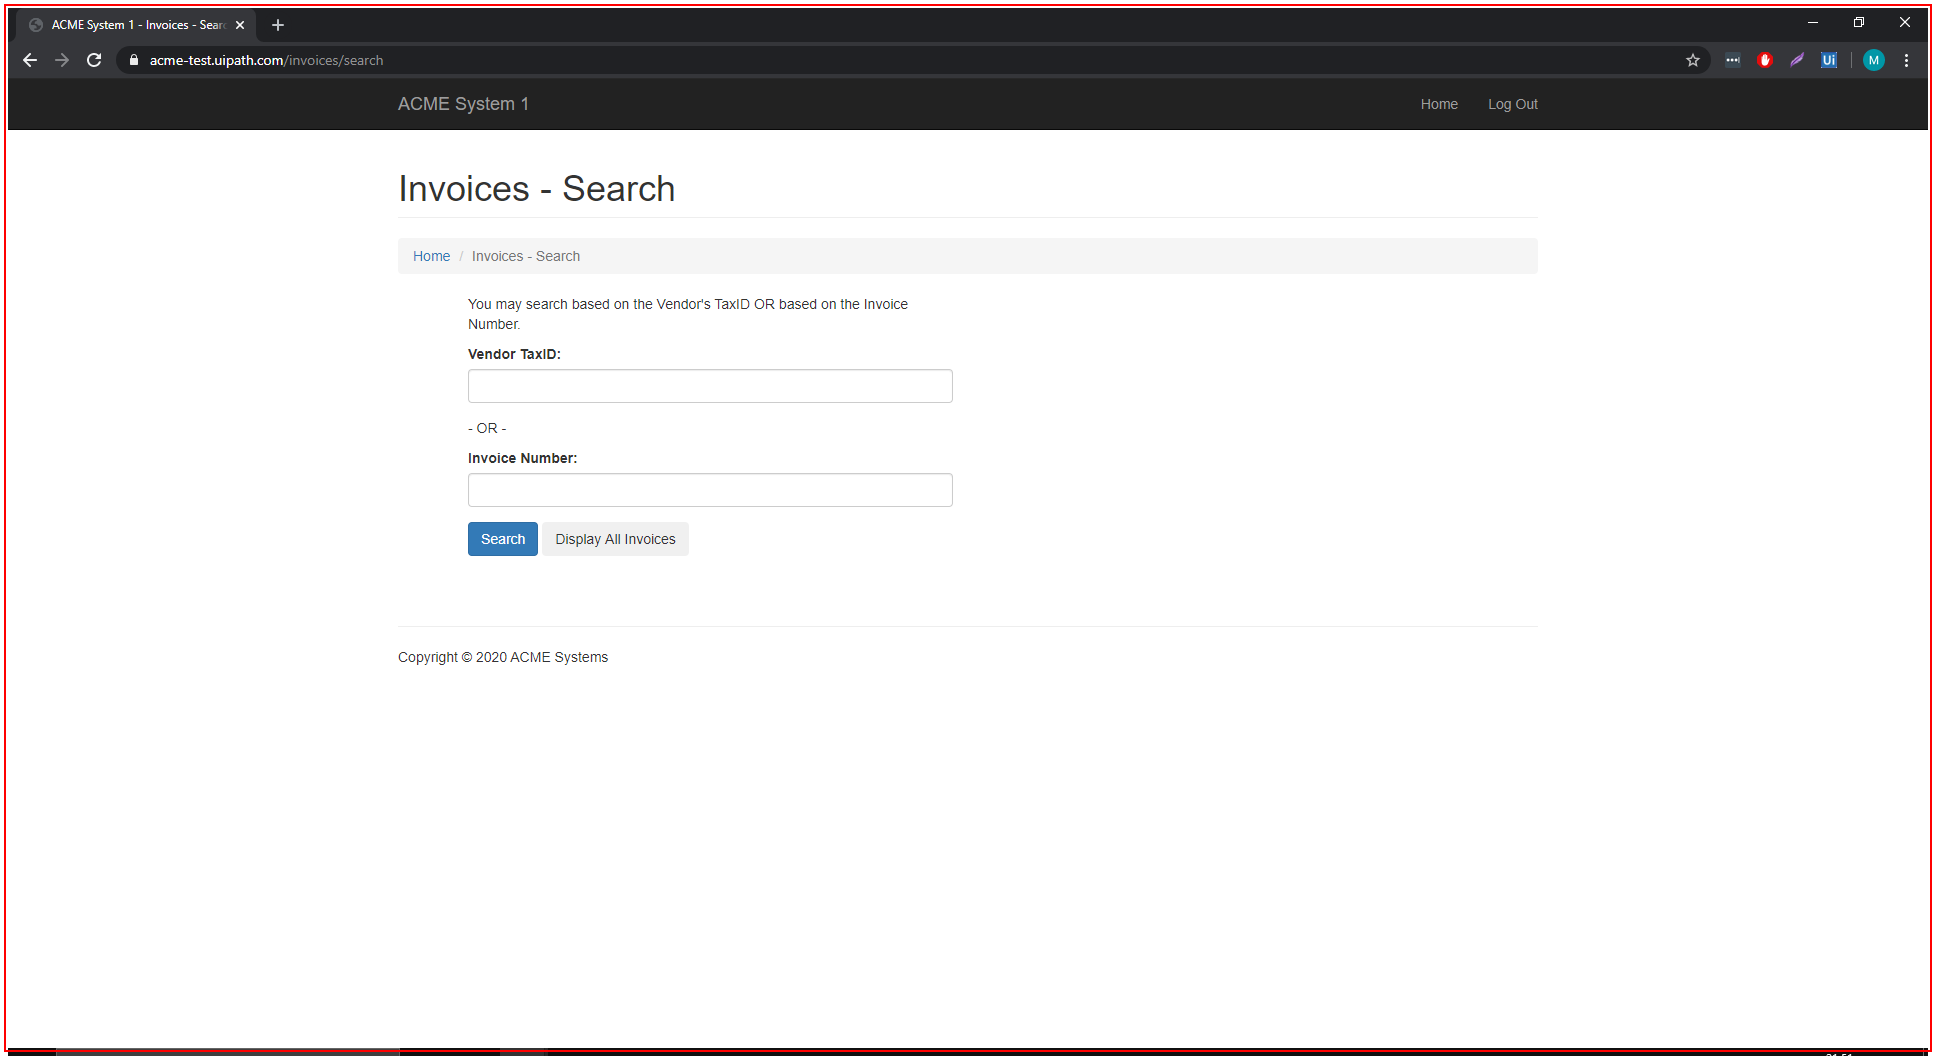 ACME System 1 - Invoices - Sear
acme-test.uipath.com/invoices/search
Ui
M
ACME System 1
Home
Log Out
Invoices - Search
Home / Invoices - Search
You may search based on the Vendor's TaxID OR based on the Invoice
Number.
Vendor TaxID:
- OR -
Invoice Number:
Search
Display All Invoices
Copyright © 2020 ACME Systems